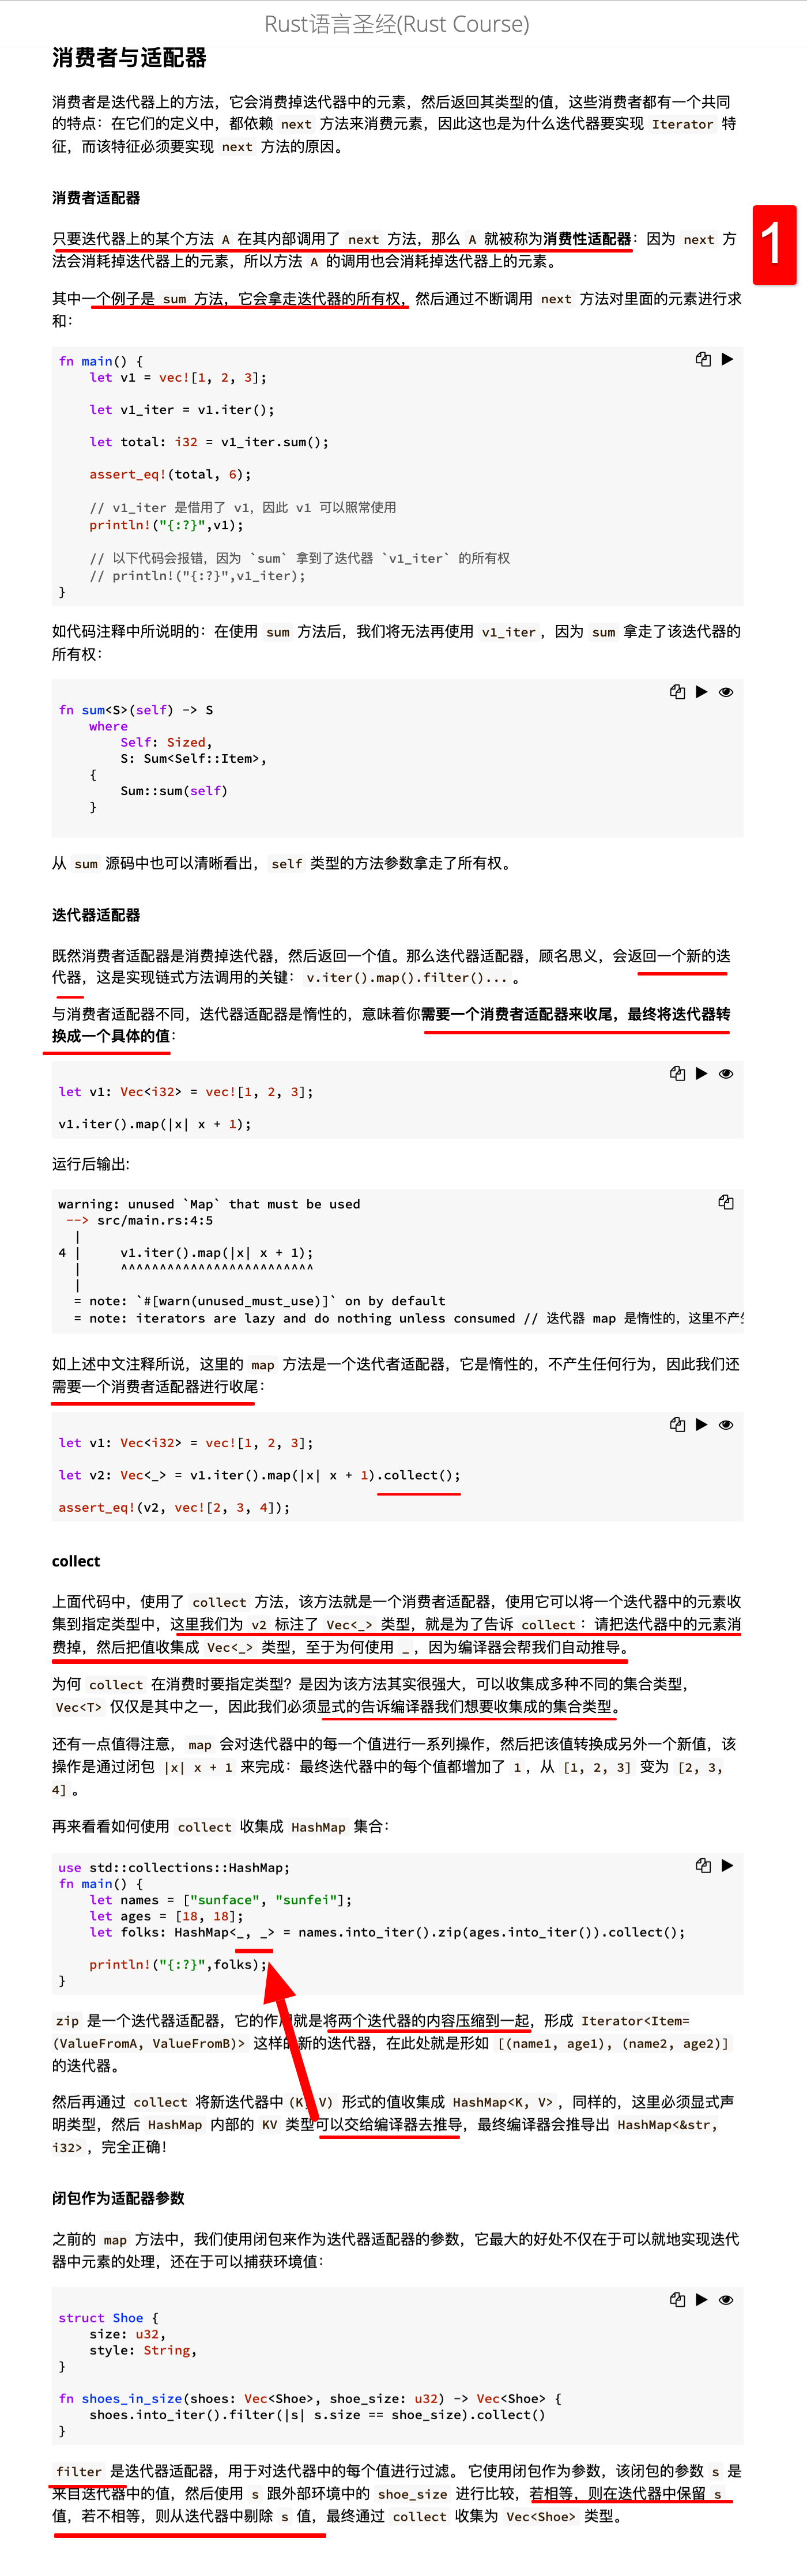 Rust语言圣经(Rust Course)
消费者与适配器
消费者是迭代器上的方法，它会消费掉迭代器中的元素，然后返回其类型的值，这些消费者都有一个共同
的特点：在它们的定义中，都依赖 next 方法来消费元素，因此这也是为什么迭代器要实现 Iterator 特
征，而该特征必须要实现 next 方法的原因。
消费者适配器
1
只要迭代器上的某个方法 A 在其内部调用了 next 方法，那么 A 就被称为消费性适配器：因为 next 方
法会消耗掉迭代器上的元素，所以方法 A 的调用也会消耗掉迭代器上的元素。
其中一个例子是 sum 方法，它会拿走迭代器的所有权，然后通过不断调用 next 方法对里面的元素进行求
和：
fn main() {
    let v1 = vec![1, 2, 3];
    let v1_iter = v1.iter();
    let total: i32 = v1_iter.sum();
    assert_eq!(total, 6);
    // v1_iter 是借用了 v1，因此 v1 可以照常使用
    println!("{:?}",v1);
    // 以下代码会报错，因为 `sum` 拿到了迭代器 `v1_iter` 的所有权
    // println!("{:?}",v1_iter);
}
如代码注释中所说明的：在使用 sum 方法后，我们将无法再使用 v1_iter，因为 sum 拿走了该迭代器的
所有权：
fn sum<S>(self) -> S
    where
        Self: Sized,
        S: Sum<Self::Item>,
    {
        Sum::sum(self)
    }
从 sum 源码中也可以清晰看出，self 类型的方法参数拿走了所有权。
迭代器适配器
既然消费者适配器是消费掉迭代器，然后返回一个值。那么迭代器适配器，顾名思义，会返回一个新的迭
代器，这是实现链式方法调用的关键：v.iter().map().filter()...。
与消费者适配器不同，迭代器适配器是惰性的，意味着你需要一个消费者适配器来收尾，最终将迭代器转
换成一个具体的值：
let v1: Vec<i32> = vec![1, 2, 3];
v1.iter().map(|x| x + 1);
运行后输出:
warning: unused `Map` that must be used
 --> src/main.rs:4:5
  |
4 |     v1.iter().map(|x| x + 1);
  |     ^^^^^^^^^^^^^^^^^^^^^^^^^
  |
  = note: `#[warn(unused_must_use)]` on by default
  = note: iterators are lazy and do nothing unless consumed // 迭代器 map 是惰性的，这里不产
如上述中文注释所说，这里的 map 方法是一个迭代者适配器，它是惰性的，不产生任何行为，因此我们还
需要一个消费者适配器进行收尾：
let v1: Vec<i32> = vec![1, 2, 3];
let v2: Vec<_> = v1.iter().map(|x| x + 1).collect();
assert_eq!(v2, vec![2, 3, 4]);
collect
上面代码中，使用了 collect 方法，该方法就是一个消费者适配器，使用它可以将一个迭代器中的元素收
集到指定类型中，这里我们为 v2 标注了 Vec<_> 类型，就是为了告诉 collect：请把迭代器中的元素消
费掉，然后把值收集成 Vec<_> 类型，至于为何使用 _，因为编译器会帮我们自动推导。
为何 collect 在消费时要指定类型？是因为该方法其实很强大，可以收集成多种不同的集合类型，
Vec<T> 仅仅是其中之一，因此我们必须显式的告诉编译器我们想要收集成的集合类型。
还有一点值得注意，map 会对迭代器中的每一个值进行一系列操作，然后把该值转换成另外一个新值，该
操作是通过闭包 |x| x + 1 来完成：最终迭代器中的每个值都增加了 1，从 [1, 2, 3] 变为 [2, 3,
4]。
再来看看如何使用 collect 收集成 HashMap 集合：
use std::collections::HashMap;
fn main() {
    let names = ["sunface", "sunfei"];
    let ages = [18, 18];
    let folks: HashMap<_, _> = names.into_iter().zip(ages.into_iter()).collect();
    println!("{:?}",folks);
}
zip 是一个迭代器适配器，它的作用就是将两个迭代器的内容压缩到一起，形成 Iterator<Item=
(ValueFromA, ValueFromB)> 这样的新的迭代器，在此处就是形如 [(name1, age1), (name2, age2)]
的迭代器。
然后再通过 collect 将新迭代器中 (K, V) 形式的值收集成 HashMap<K, V>，同样的，这里必须显式声
明类型，然后 HashMap 内部的 KV 类型可以交给编译器去推导，最终编译器会推导出 HashMap<&str,
i32>，完全正确！
闭包作为适配器参数
之前的 map 方法中，我们使用闭包来作为迭代器适配器的参数，它最大的好处不仅在于可以就地实现迭代
器中元素的处理，还在于可以捕获环境值：
struct Shoe {
    size: u32,
    style: String,
}
fn shoes_in_size(shoes: Vec<Shoe>, shoe_size: u32) -> Vec<Shoe> {
    shoes.into_iter().filter(|s| s.size == shoe_size).collect()
}
filter 是迭代器适配器，用于对迭代器中的每个值进行过滤。 它使用闭包作为参数，该闭包的参数 s 是
来自迭代器中的值，然后使用 s 跟外部环境中的 shoe_size 进行比较，若相等，则在迭代器中保留 s
值，若不相等，则从迭代器中剔除 s 值，最终通过 collect 收集为 Vec<Shoe> 类型。